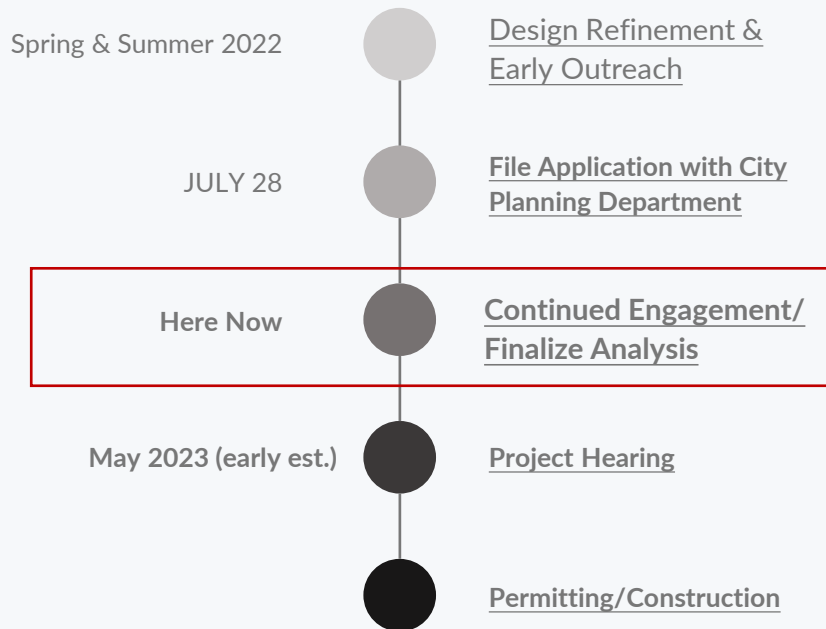 Spring & Summer 2022
Design Refinement &
Early Outreach
JULY 28
File Application with City
Planning Department
Here Now
Continued Engagement/
Finalize Analysis
May 2023 (early est.)
Project Hearing
Permitting/Construction